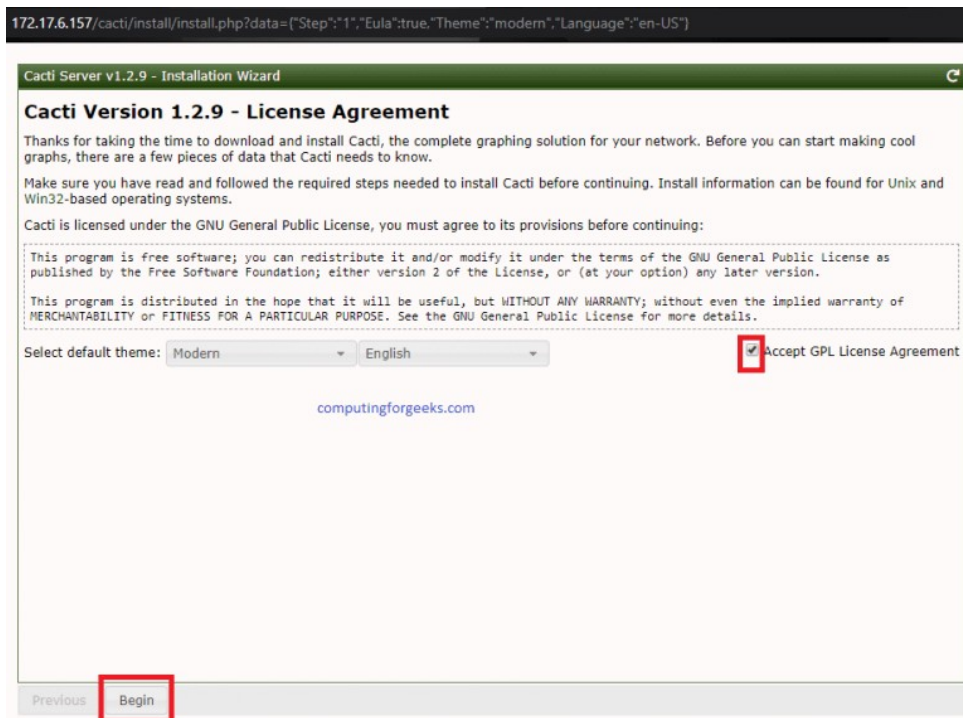 172.17.6.157/cacti/install/install.php?data={"Step":"1","Eula":true,"Theme":"modern","Language":"en-US"}
Cacti Server v1.2.9 - Installation Wizard
Cacti Version 1.2.9 - License Agreement
Thanks for taking the time to download and install Cacti, the complete graphing solution for your network. Before you can start making cool
graphs, there are a few pieces of data that Cacti needs to know.
Make sure you have read and followed the required steps needed to install Cacti before continuing. Install information can be found for Unix and
Win32-based operating systems.
Cacti is licensed under the GNU General Public License, you must agree to its provisions before continuing:
This program is free software; you can redistribute it and/or modify it under the terms of the GNU General Public License as
published by the Free Software Foundation; either version 2 of the License, or (at your option) any later version.
This program is distributed in the hope that it will be useful, but WITHOUT ANY WARRANTY; without even the implied warranty of
MERCHANTABILITY or FITNESS FOR A PARTICULAR PURPOSE. See the GNU General Public License for more details.
Select default theme: Modern English Accept GPL License Agreement
computingforgeeks.com
Previous Begin